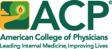 ACP®
American College of Physicians
Leading Internal Medicine, Improving Lives